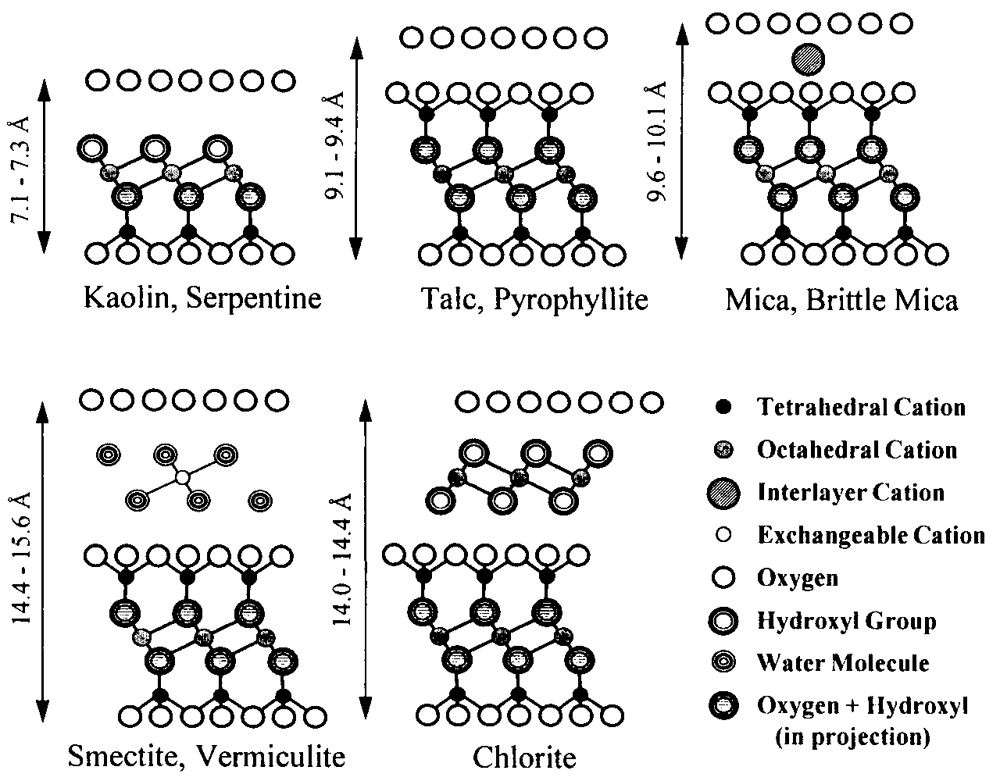 7.1 - 7.3 Å
9.1 - 9.4 Å
9.6 - 10.1 Å
Kaolin, Serpentine
Talc, Pyrophyllite
Mica, Brittle Mica
14.4 - 15.6 Å
14.0 - 14.4 Å
Smectite, Vermiculite
Chlorite
Tetrahedral Cation
Octahedral Cation
Interlayer Cation
Exchangeable Cation
Oxygen
Hydroxyl Group
Water Molecule
Oxygen + Hydroxyl
(in projection)